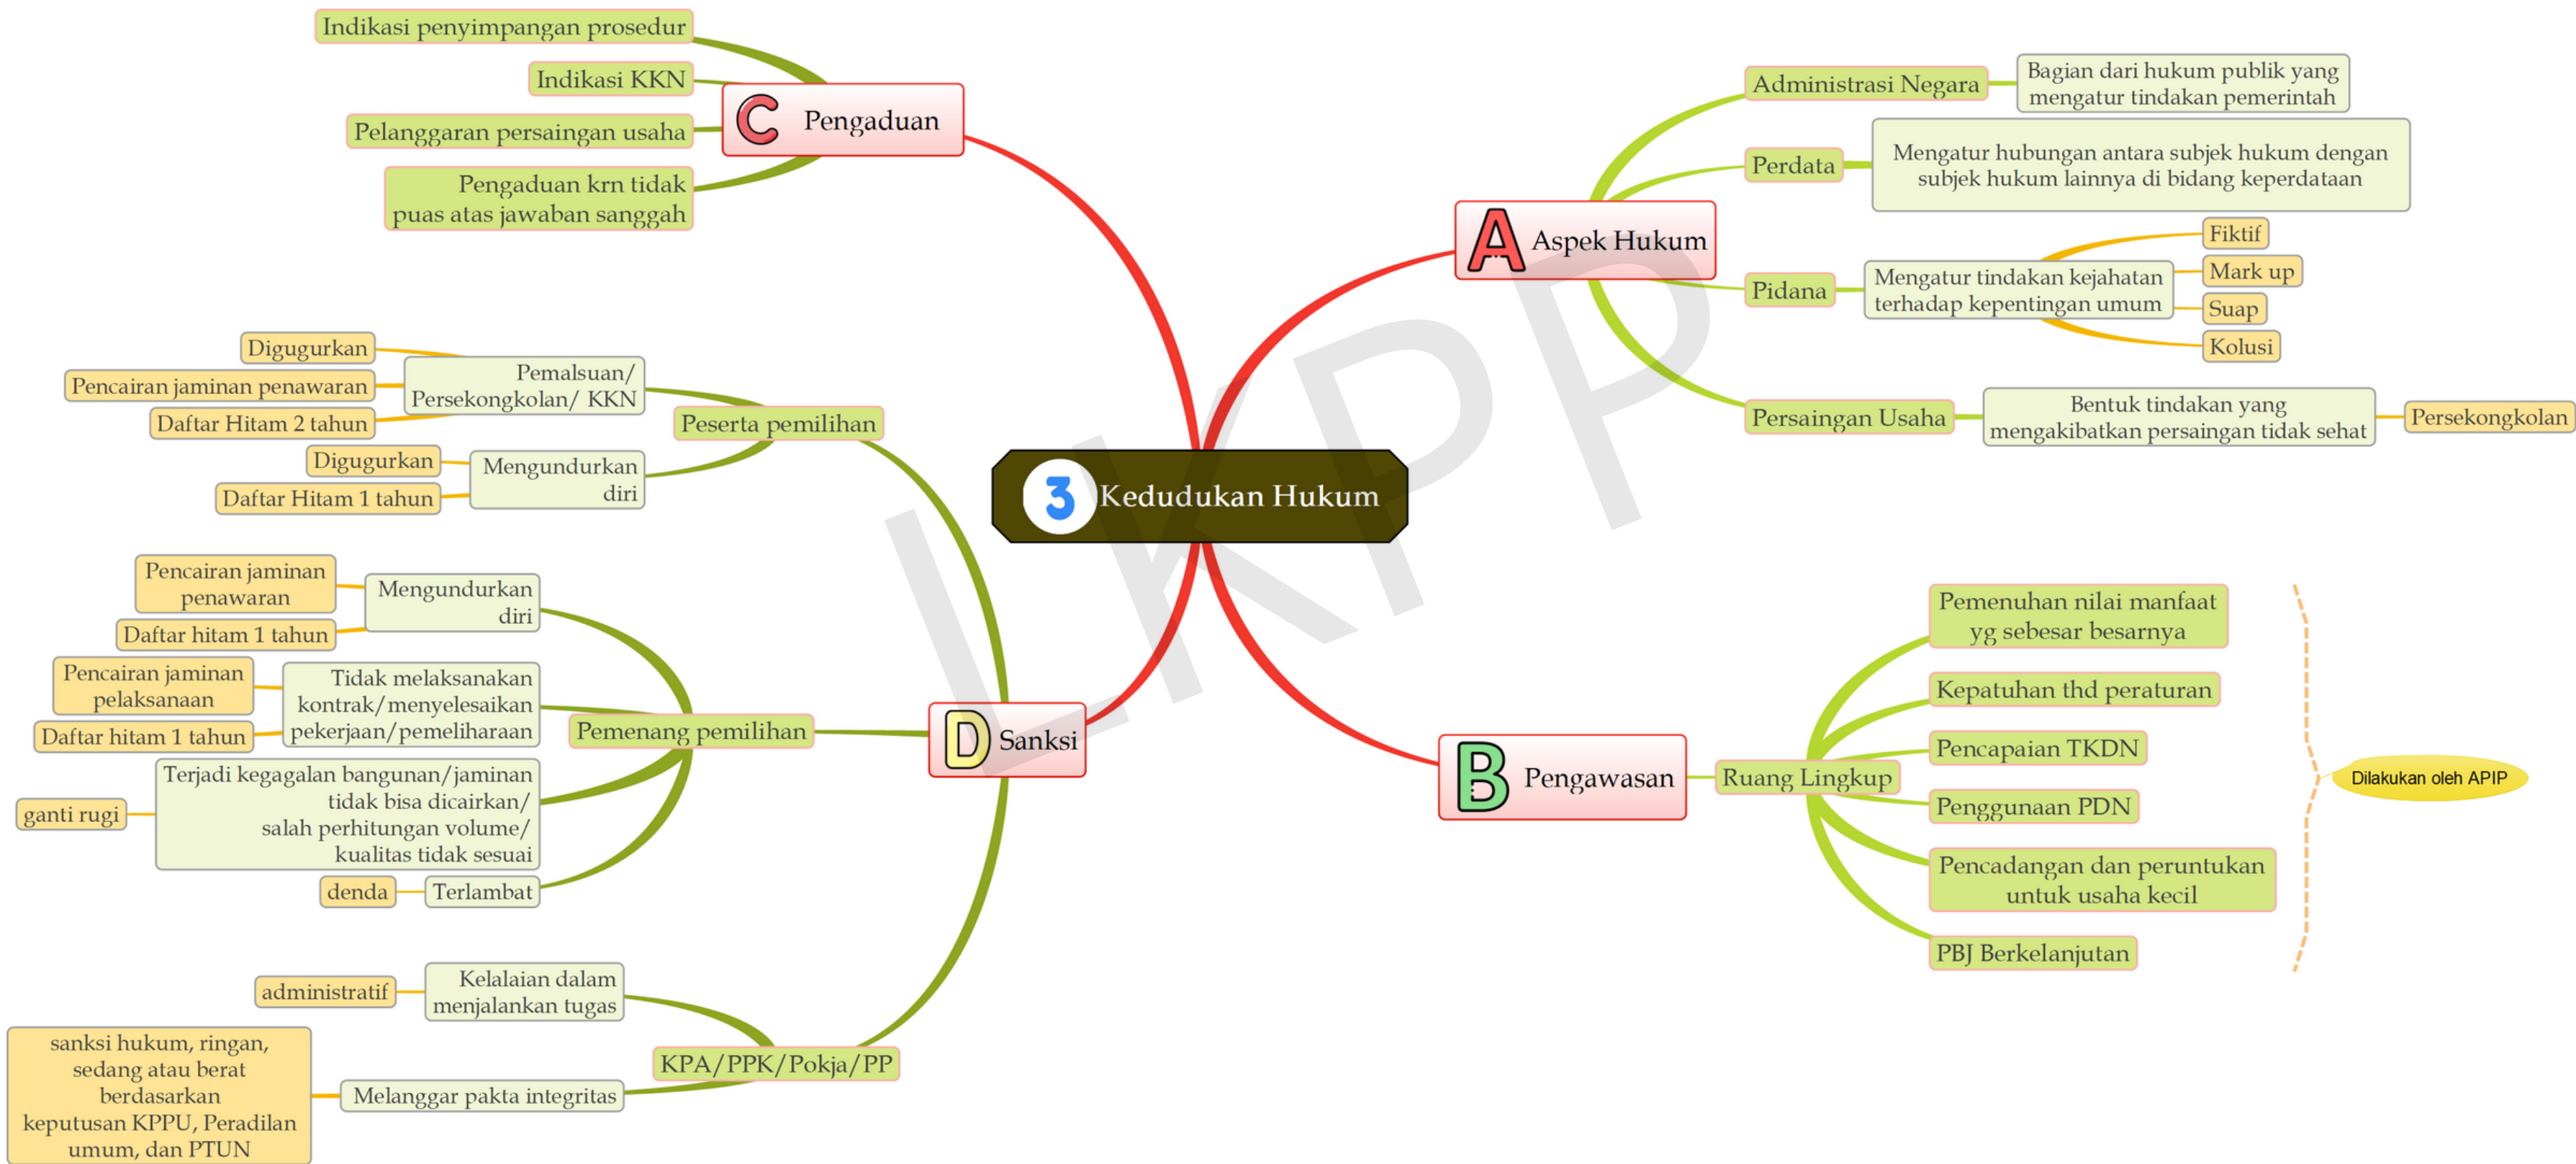 3 Kedudukan Hukum
A Aspek Hukum
Administrasi Negara
Bagian dari hukum publik yang
mengatur tindakan pemerintah
Perdata
Mengatur hubungan antara subjek hukum dengan
subjek hukum lainnya di bidang keperdataan
Pidana
Mengatur tindakan kejahatan
terhadap kepentingan umum
Fiktif
Mark up
Suap
Kolusi
Persaingan Usaha
Bentuk tindakan yang
mengakibatkan persaingan tidak sehat
Persekongkolan
B Pengawasan
Ruang Lingkup
Pemenuhan nilai manfaat
yg sebesar besarnya
Kepatuhan thd peraturan
Pencapaian TKDN
Penggunaan PDN
Pencadangan dan peruntukan
untuk usaha kecil
PBJ Berkelanjutan
Dilakukan oleh APIP
C Pengaduan
Indikasi penyimpangan prosedur
Indikasi KKN
Pelanggaran persaingan usaha
Pengaduan krn tidak
puas atas jawaban sanggah
D Sanksi
Peserta pemilihan
Pemalsuan/
Persekongkolan/ KKN
Digugurkan
Pencairan jaminan penawaran
Daftar Hitam 2 tahun
Mengundurkan
diri
Digugurkan
Daftar Hitam 1 tahun
Pemenang pemilihan
Mengundurkan
diri
Pencairan jaminan
penawaran
Daftar hitam 1 tahun
Tidak melaksanakan
kontrak/menyelesaikan
pekerjaan/pemeliharaan
Pencairan jaminan
pelaksanaan
Daftar hitam 1 tahun
Terjadi kegagalan bangunan/jaminan
tidak bisa dicairkan/
salah perhitungan volume/
kualitas tidak sesuai
ganti rugi
Terlambat
denda
KPA/PPK/Pokja/PP
Kelalaian dalam
menjalankan tugas
administratif
Melanggar pakta integritas
sanksi hukum, ringan,
sedang atau berat
berdasarkan
keputusan KPPU, Peradilan
umum, dan PTUN
LKPP